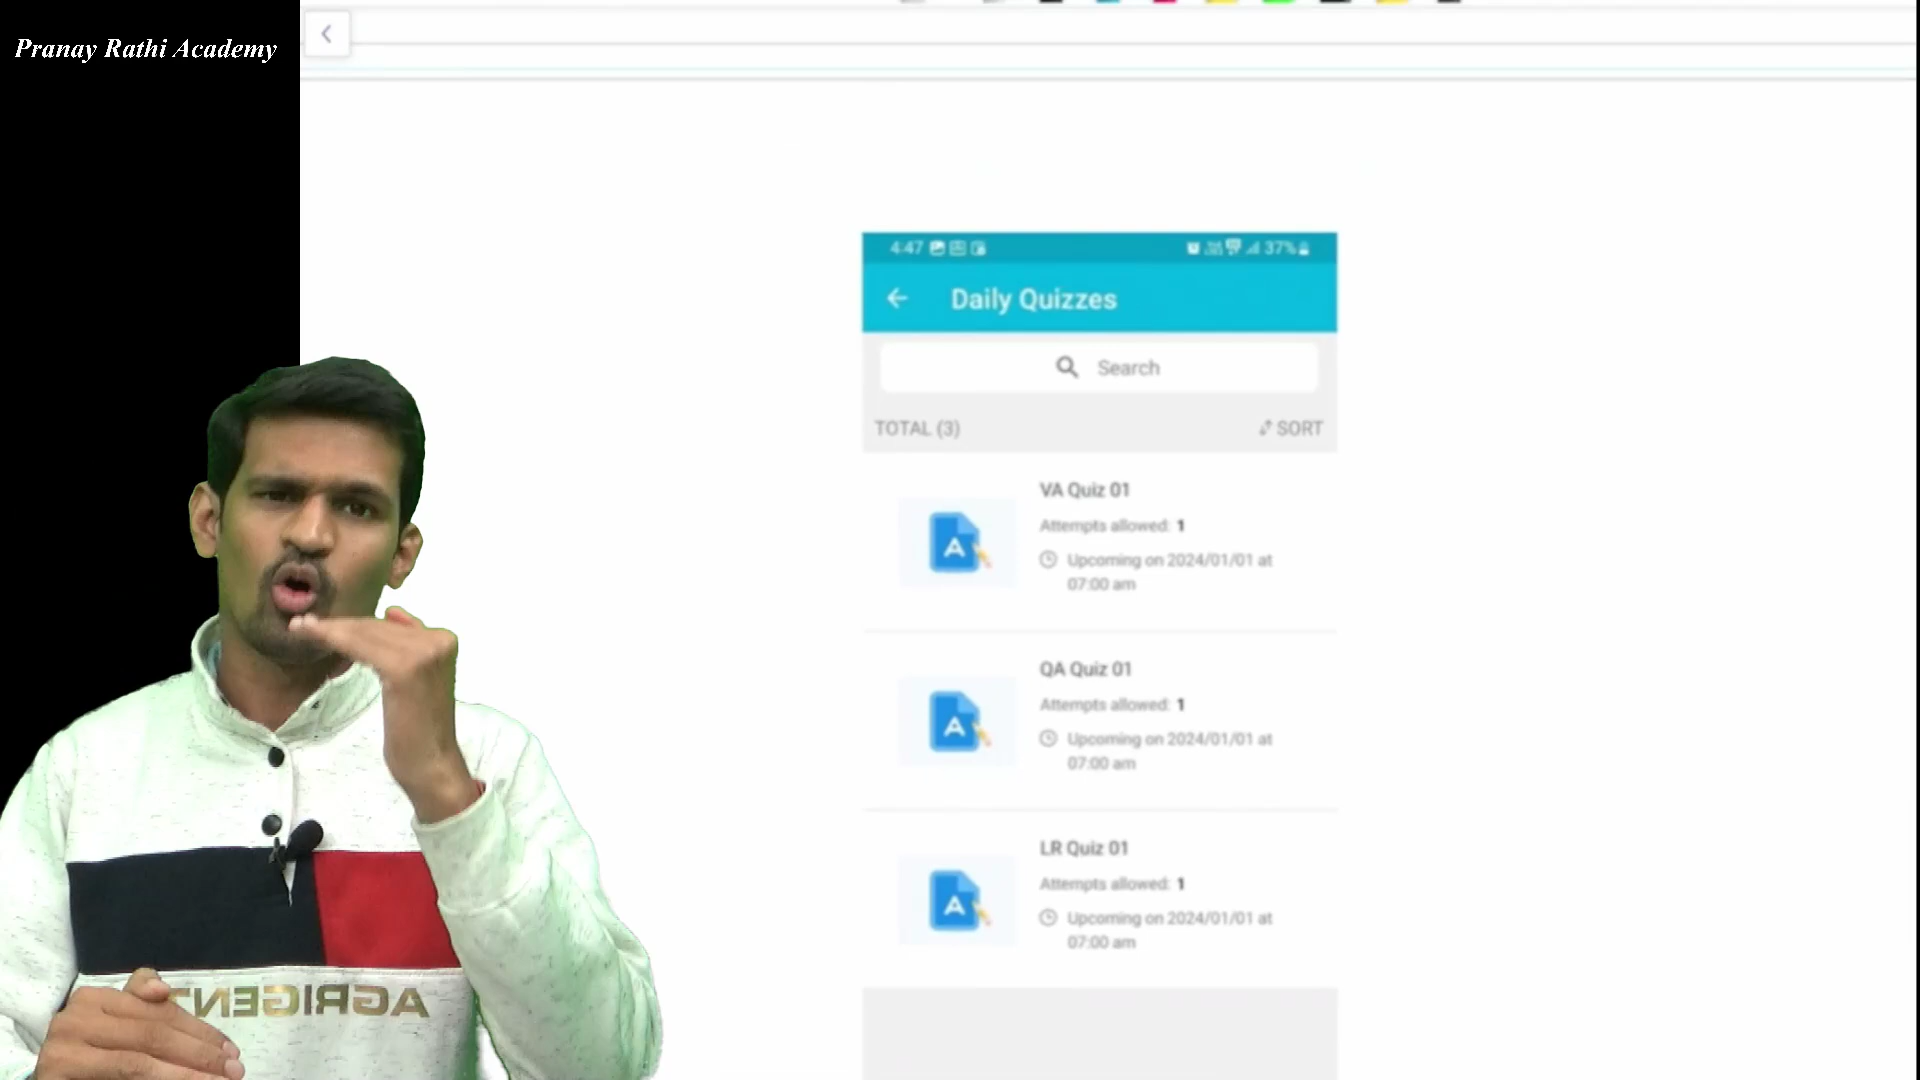 Pranay Rathi Academy
4:47 37%
Daily Quizzes
Search
TOTAL (3) SORT
VA Quiz 01
Attempts allowed: 1
Upcoming on 2024/01/01 at
07:00 am
QA Quiz 01
Attempts allowed: 1
Upcoming on 2024/01/01 at
07:00 am
LR Quiz 01
Attempts allowed: 1
Upcoming on 2024/01/01 at
07:00 am
AGRIGENT